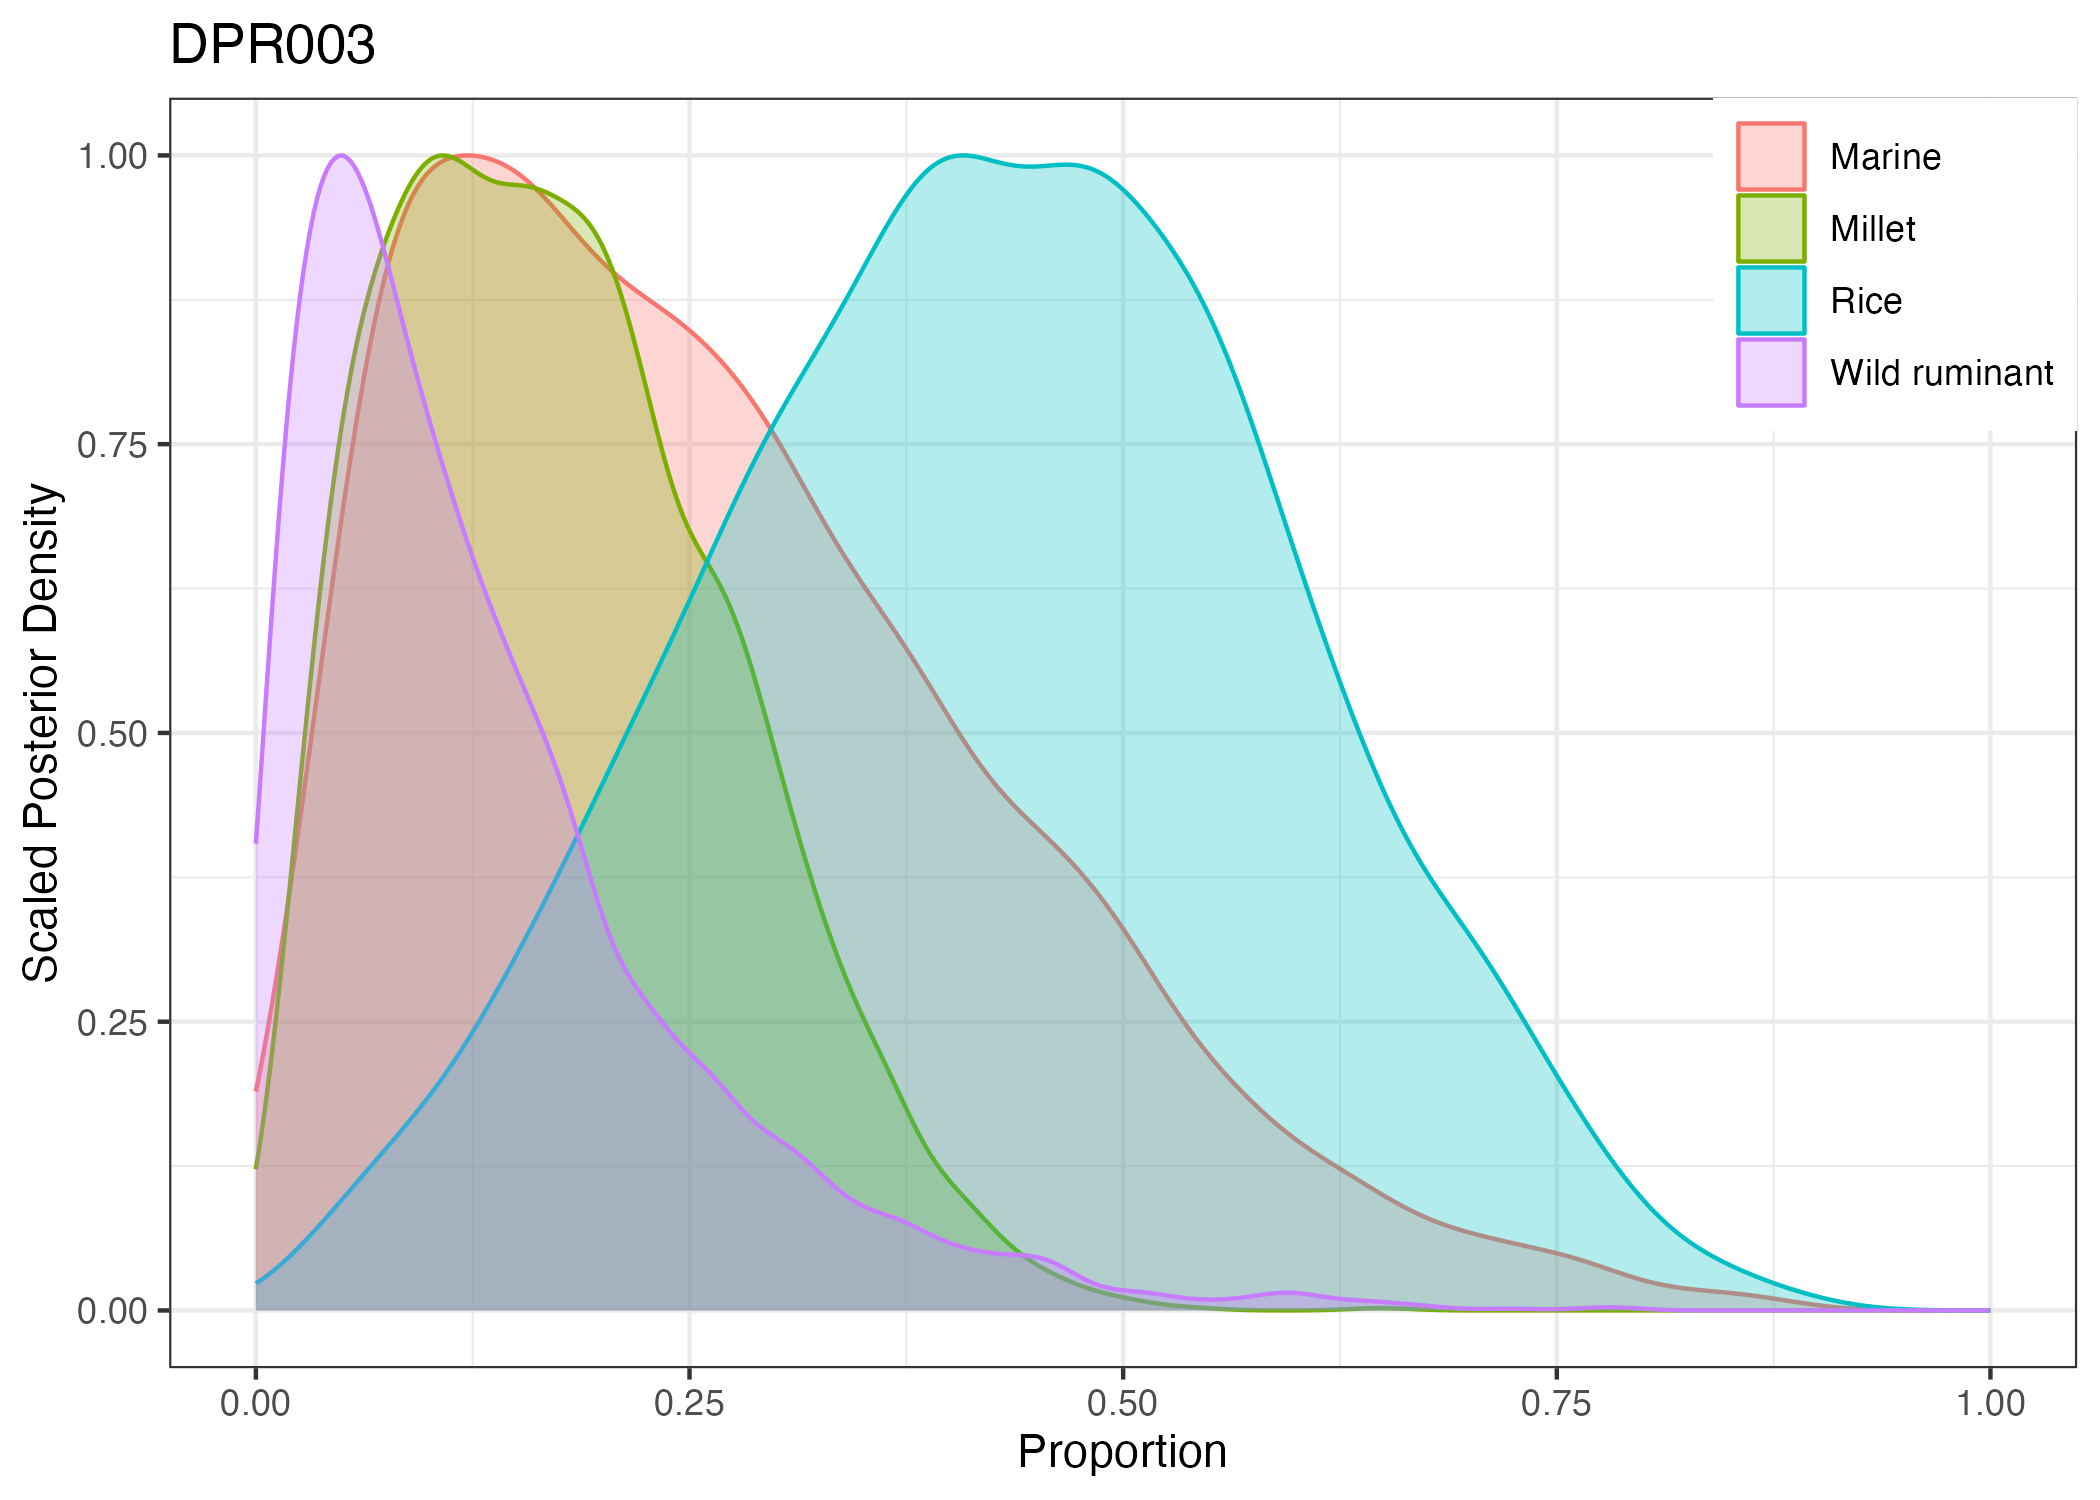 DPR003
Marine
Millet
Rice
Wild ruminant
Scaled Posterior Density
1.00
0.75
0.50
0.25
0.00
0.00 0.25 0.50 0.75 1.00
Proportion